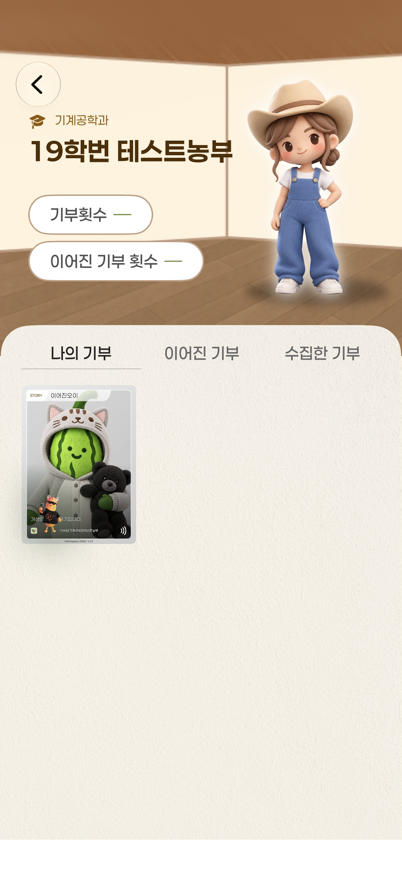 기계공학과
19학번 테스트농부
기부횟수 —
이어진 기부 횟수 —
나의 기부
이어진 기부
수집한 기부
STORY
이어진오이